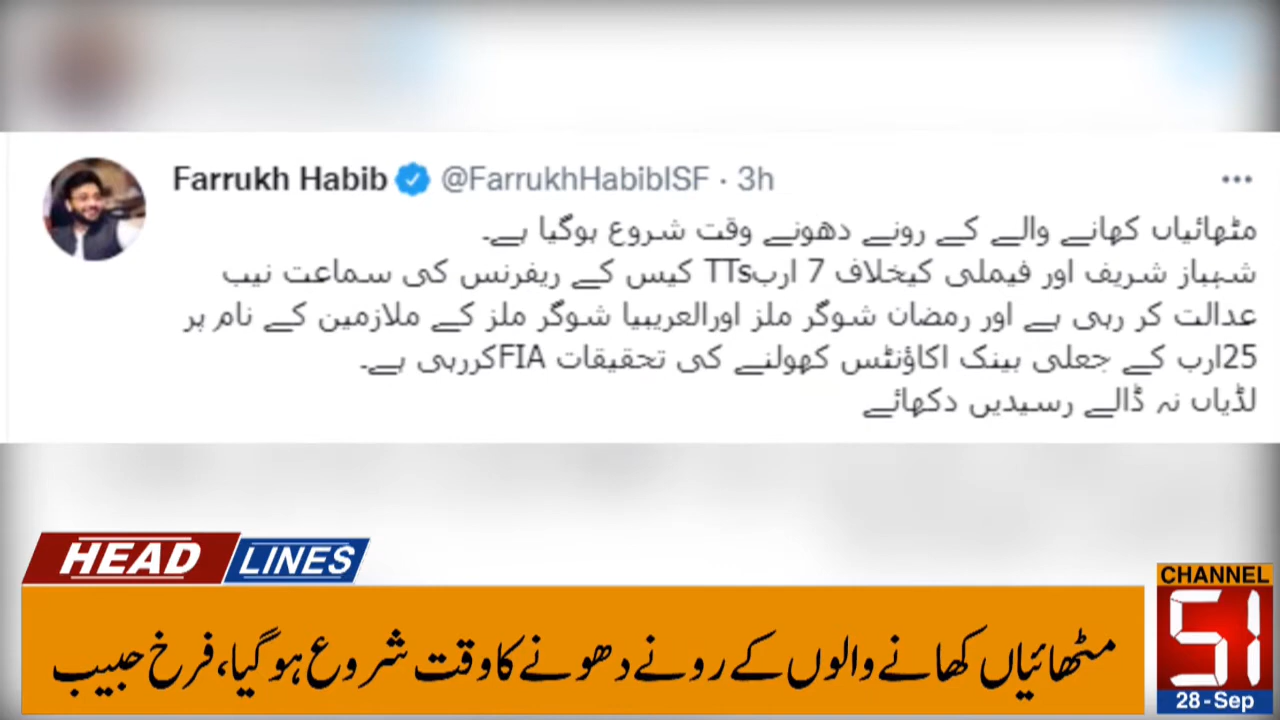 Farrukh Habib @FarrukhHabibISF · 3h
مٹھائیاں کھانے والے کے رونے دھونے وقت شروع ہوگیا ہے۔
شہباز شریف اور فیملی کیخلاف 7 اربTTs کیس کے ریفرنس کی سماعت نیب
عدالت کر رہی ہے اور رمضان شوگر ملز اورالعریبیا شوگر ملز کے ملازمین کے نام پر
25ارب کے جعلی بینک اکاؤنٹس کھولنے کی تحقیقات FIAکررہی ہے۔
لڈیاں نہ ڈالے رسیدیں دکھائے
HEAD LINES
مٹھائیاں کھانے والوں کے رونے دھونے کا وقت شروع ہو گیا، فرخ حبیب
CHANNEL
51
28-Sep